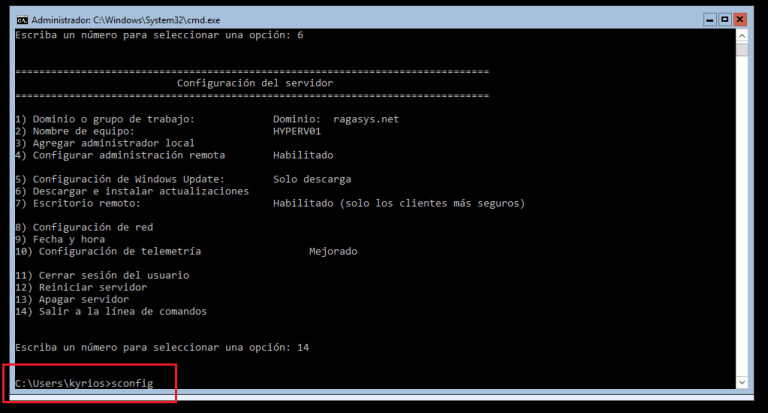 Administrador: C:\Windows\System32\cmd.exe
Escriba un número para seleccionar una opción: 6
===============================================================================
Configuración del servidor
===============================================================================
1) Dominio o grupo de trabajo: Dominio: ragasys.net
2) Nombre de equipo: HYPERV01
3) Agregar administrador local
4) Configurar administración remota Habilitado
5) Configuración de Windows Update: Solo descarga
6) Descargar e instalar actualizaciones
7) Escritorio remoto: Habilitado (solo los clientes más seguros)
8) Configuración de red
9) Fecha y hora
10) Configuración de telemetría Mejorado
11) Cerrar sesión del usuario
12) Reiniciar servidor
13) Apagar servidor
14) Salir a la línea de comandos
Escriba un número para seleccionar una opción: 14
C:\Users\kyrios>sconfig